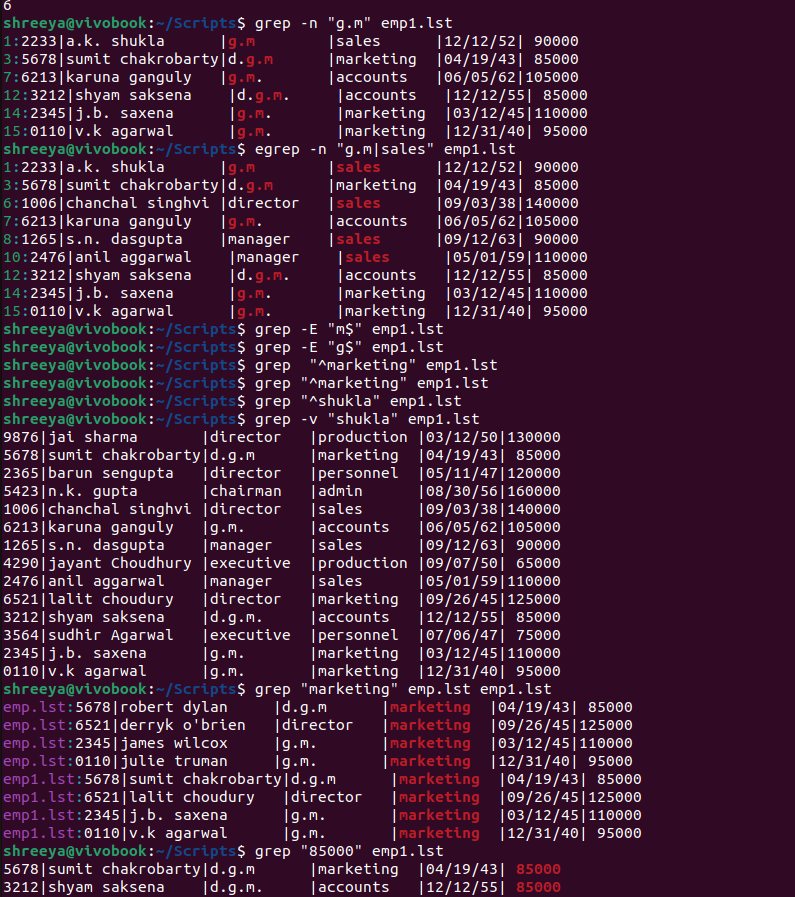 6
shreeya@vivobook:~/Scripts$ grep -n "g.m" emp1.lst
1:2233|a.k. shukla      |g.m        |sales      |12/12/52| 90000
3:5678|sumit chakrobarty|d.g.m      |marketing  |04/19/43| 85000
7:6213|karuna ganguly   |g.m.       |accounts   |06/05/62|105000
12:3212|shyam saksena    |d.g.m.     |accounts   |12/12/55| 85000
14:2345|j.b. saxena      |g.m.       |marketing  |03/12/45|110000
15:0110|v.k agarwal      |g.m.       |marketing  |12/31/40| 95000
shreeya@vivobook:~/Scripts$ egrep -n "g.m|sales" emp1.lst
1:2233|a.k. shukla      |g.m        |sales      |12/12/52| 90000
3:5678|sumit chakrobarty|d.g.m      |marketing  |04/19/43| 85000
6:1006|chanchal singhvi |director   |sales      |09/03/38|140000
7:6213|karuna ganguly   |g.m.       |accounts   |06/05/62|105000
8:1265|s.n. dasgupta    |manager    |sales      |09/12/63| 90000
10:2476|anil aggarwal    |manager    |sales      |05/01/59|110000
12:3212|shyam saksena    |d.g.m.     |accounts   |12/12/55| 85000
14:2345|j.b. saxena      |g.m.       |marketing  |03/12/45|110000
15:0110|v.k agarwal      |g.m.       |marketing  |12/31/40| 95000
shreeya@vivobook:~/Scripts$ grep -E "m$" emp1.lst
shreeya@vivobook:~/Scripts$ grep -E "g$" emp1.lst
shreeya@vivobook:~/Scripts$ grep  "^marketing" emp1.lst
shreeya@vivobook:~/Scripts$ grep "^marketing" emp1.lst
shreeya@vivobook:~/Scripts$ grep "^shukla" emp1.lst
shreeya@vivobook:~/Scripts$ grep -v "shukla" emp1.lst
9876|jai sharma       |director   |production |03/12/50|130000
5678|sumit chakrobarty|d.g.m      |marketing  |04/19/43| 85000
2365|barun sengupta   |director   |personnel  |05/11/47|120000
5423|n.k. gupta       |chairman   |admin      |08/30/56|160000
1006|chanchal singhvi |director   |sales      |09/03/38|140000
6213|karuna ganguly   |g.m.       |accounts   |06/05/62|105000
1265|s.n. dasgupta    |manager    |sales      |09/12/63| 90000
4290|jayant Choudhury |executive  |production |09/07/50| 65000
2476|anil aggarwal    |manager    |sales      |05/01/59|110000
6521|lalit choudury   |director   |marketing  |09/26/45|125000
3212|shyam saksena    |d.g.m.     |accounts   |12/12/55| 85000
3564|sudhir Agarwal   |executive  |personnel  |07/06/47| 75000
2345|j.b. saxena      |g.m.       |marketing  |03/12/45|110000
0110|v.k agarwal      |g.m.       |marketing  |12/31/40| 95000
shreeya@vivobook:~/Scripts$ grep "marketing" emp.lst emp1.lst
emp.lst:5678|robert dylan     |d.g.m      |marketing  |04/19/43| 85000
emp.lst:6521|derryk o'brien   |director   |marketing  |09/26/45|125000
emp.lst:2345|james wilcox     |g.m.       |marketing  |03/12/45|110000
emp.lst:0110|julie truman     |g.m.       |marketing  |12/31/40| 95000
emp1.lst:5678|sumit chakrobarty|d.g.m      |marketing  |04/19/43| 85000
emp1.lst:6521|lalit choudury   |director   |marketing  |09/26/45|125000
emp1.lst:2345|j.b. saxena      |g.m.       |marketing  |03/12/45|110000
emp1.lst:0110|v.k agarwal      |g.m.       |marketing  |12/31/40| 95000
shreeya@vivobook:~/Scripts$ grep "85000" emp1.lst
5678|sumit chakrobarty|d.g.m      |marketing  |04/19/43| 85000
3212|shyam saksena    |d.g.m.     |accounts   |12/12/55| 85000